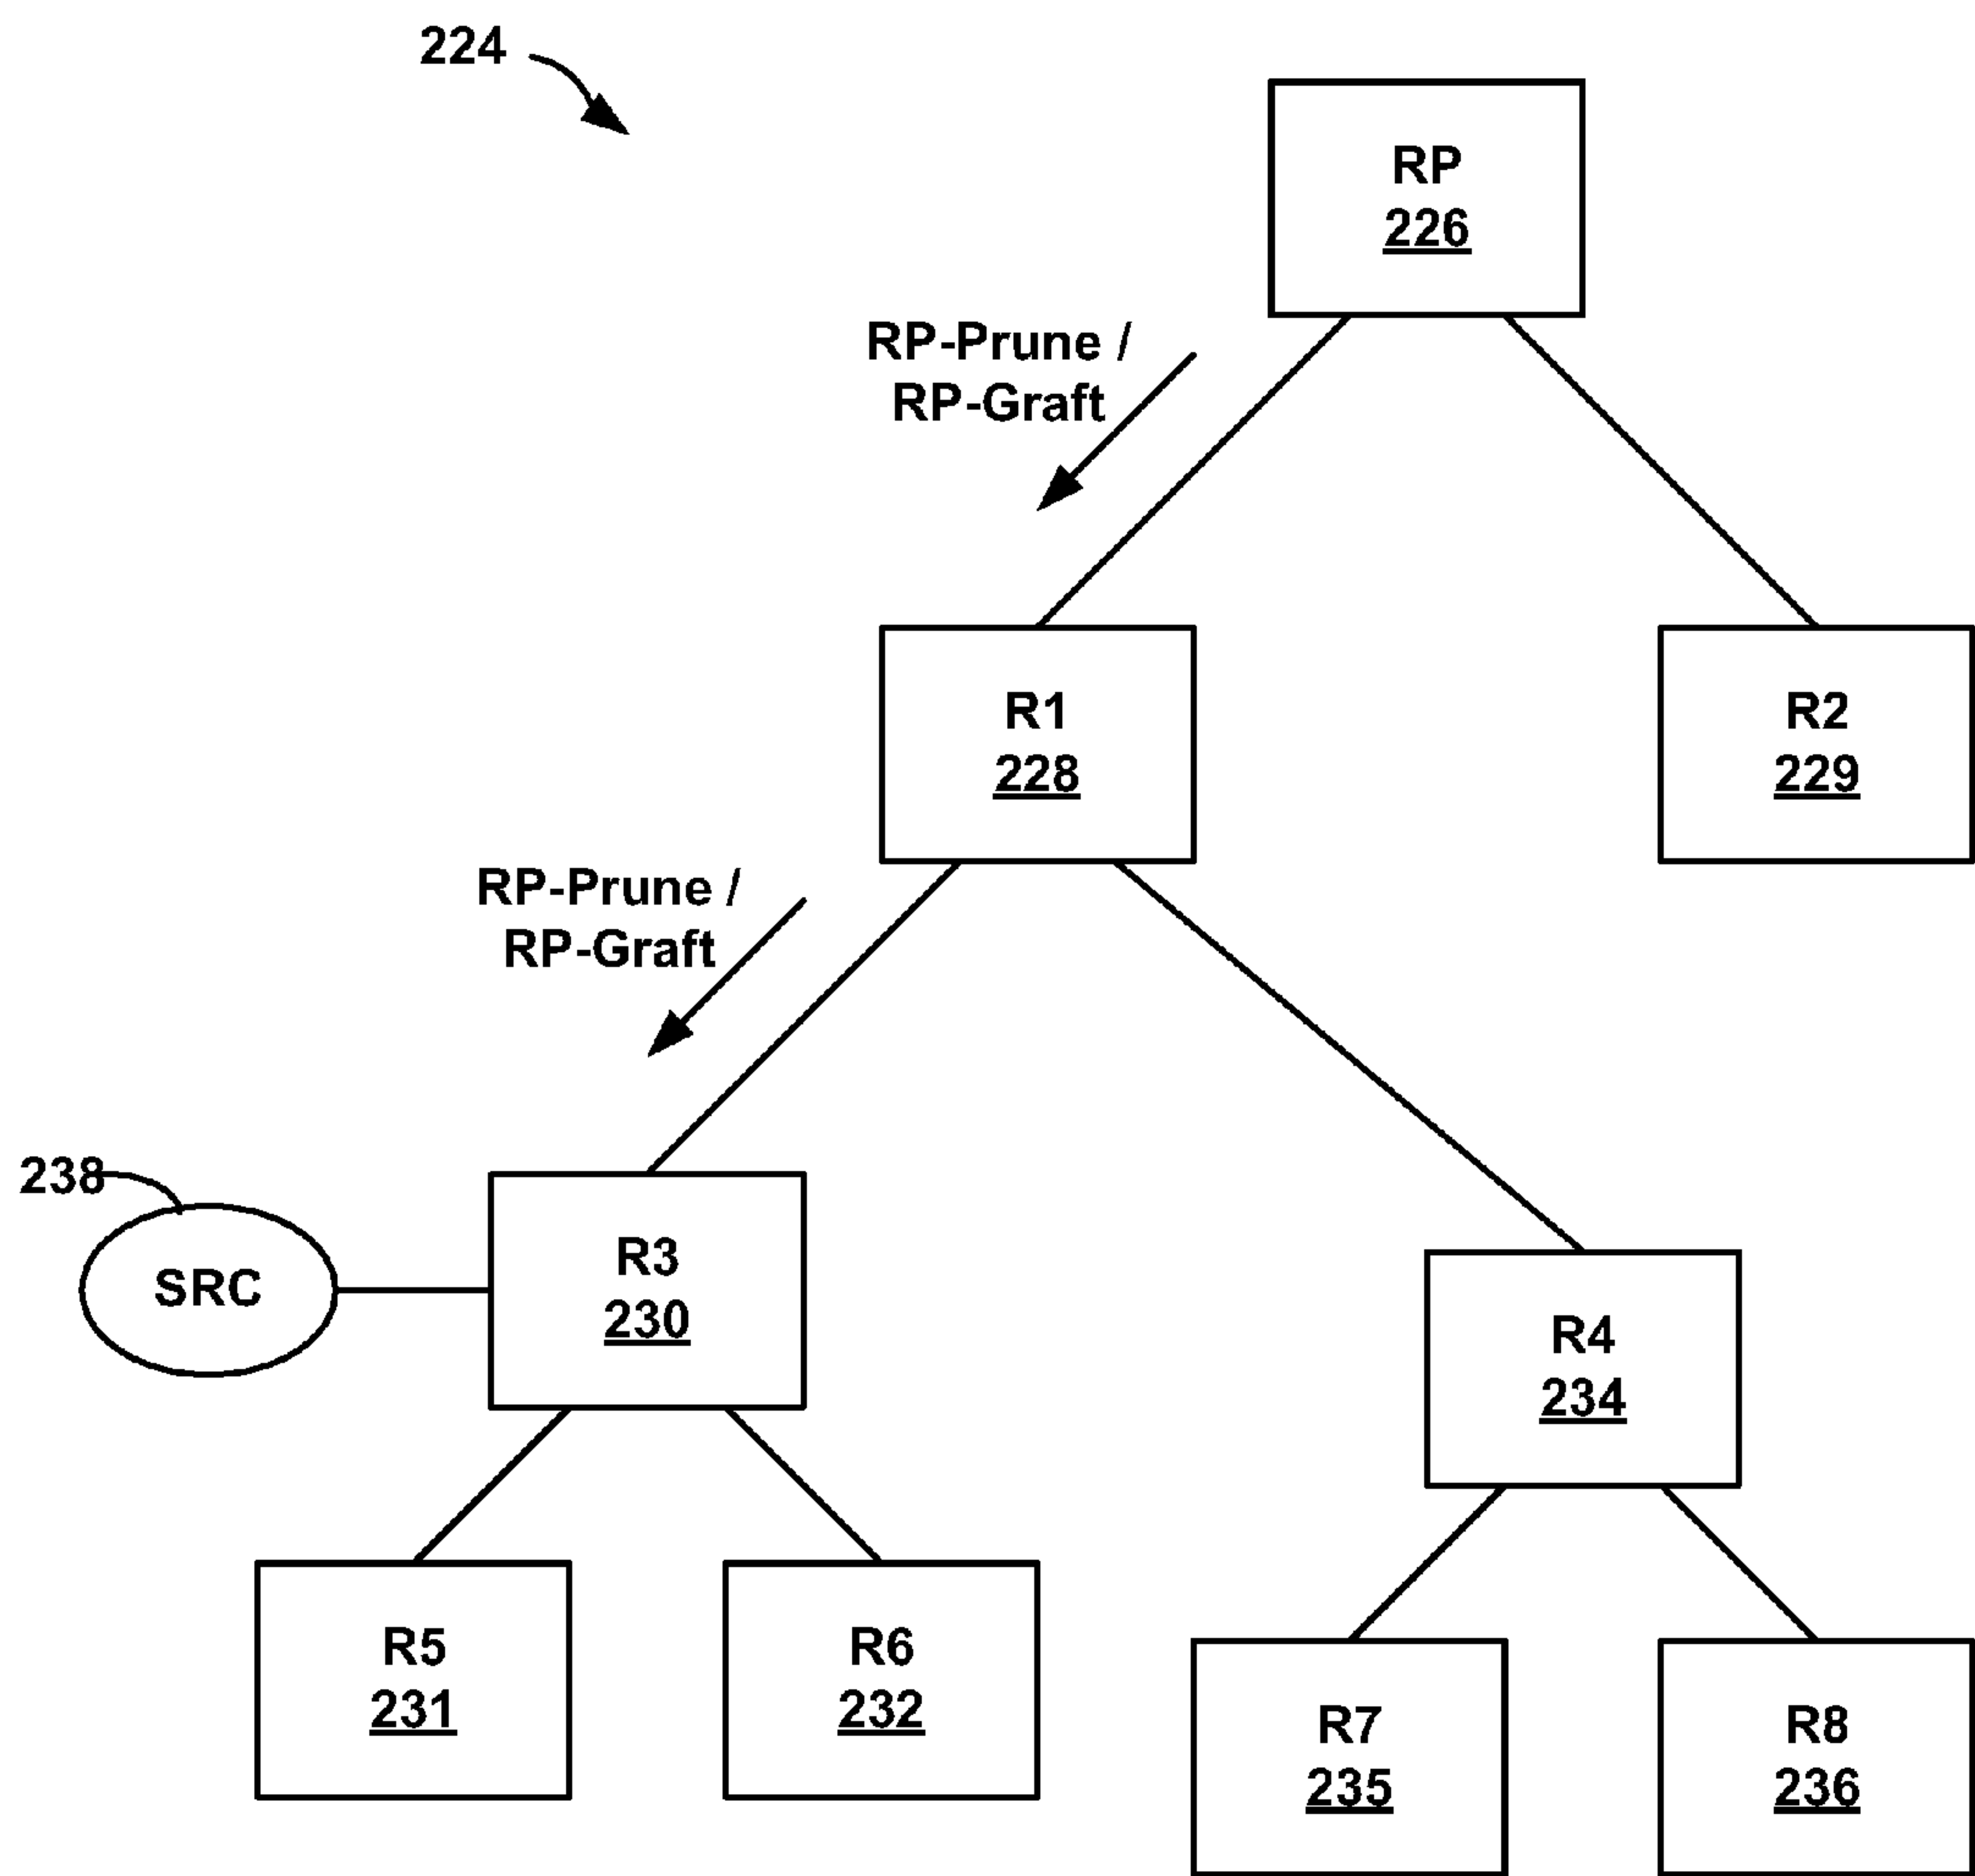 224
RP
226
RP-Prune /
RP-Graft
R1
228
R2
229
RP-Prune /
RP-Graft
238
SRC
R3
230
R4
234
R5
231
R6
232
R7
235
R8
236